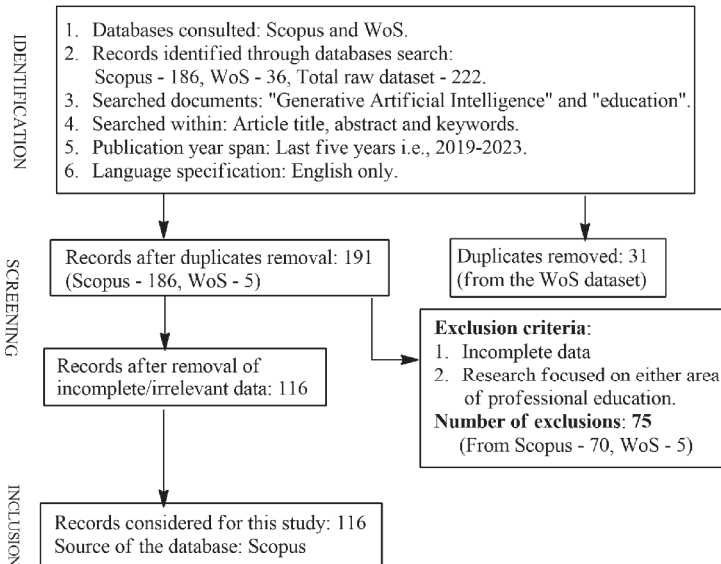 IDENTIFICATION
1. Databases consulted: Scopus and WoS.
2. Records identified through databases search:
Scopus - 186, WoS - 36, Total raw dataset - 222.
3. Searched documents: "Generative Artificial Intelligence" and "education".
4. Searched within: Article title, abstract and keywords.
5. Publication year span: Last five years i.e., 2019-2023.
6. Language specification: English only.
SCREENING
Records after duplicates removal: 191
(Scopus - 186, WoS - 5)
Duplicates removed: 31
(from the WoS dataset)
Exclusion criteria:
1. Incomplete data
2. Research focused on either area
of professional education.
Number of exclusions: 75
(From Scopus - 70, WoS - 5)
Records after removal of
incomplete/irrelevant data: 116
INCLUSION
Records considered for this study: 116
Source of the database: Scopus